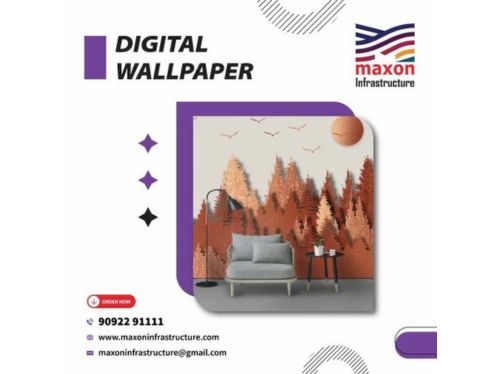 DIGITAL
WALLPAPER
maxon
Infrastructure
ORDER NOW
90922 91111
www.maxoninfrastructure.com
maxoninfrastructure@gmail.com